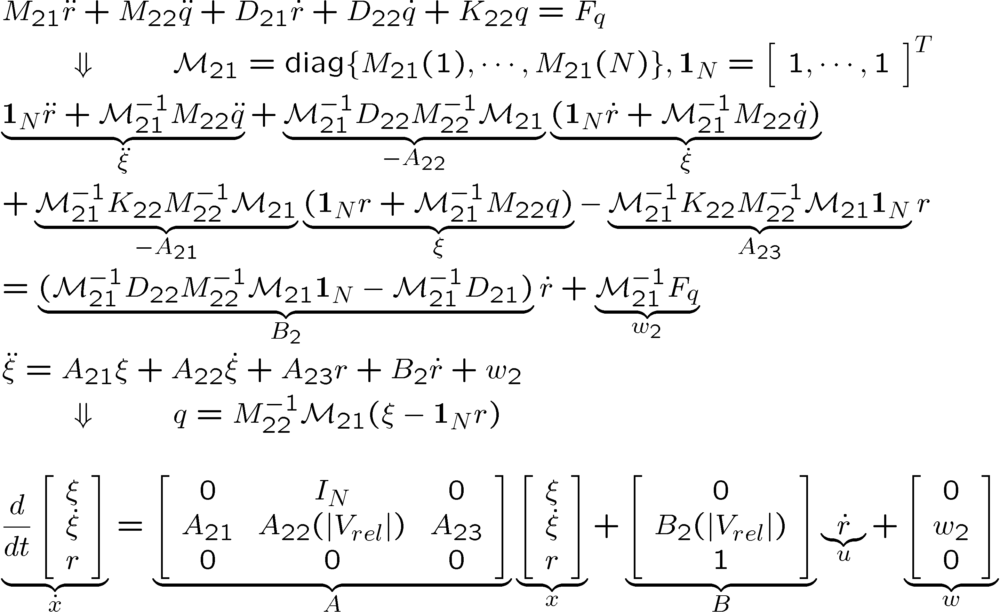 $M_{21}\ddot{r} + M_{22}\ddot{q} + D_{21}\dot{r} + D_{22}\dot{q} + K_{22}q = F_q$
$\Downarrow \quad \mathcal{M}_{21} = \mathsf{diag}\{M_{21}(1), \cdots, M_{21}(N)\}, \mathbf{1}_N = \left[ 1, \cdots, 1 \right]^T$
$\underbrace{\mathbf{1}_N\ddot{r} + \mathcal{M}_{21}^{-1}M_{22}\ddot{q}}_{\ddot{\xi}} + \underbrace{\mathcal{M}_{21}^{-1}D_{22}M_{22}^{-1}\mathcal{M}_{21}}_{-A_{22}} \underbrace{(\mathbf{1}_N\dot{r} + \mathcal{M}_{21}^{-1}M_{22}\dot{q})}_{\dot{\xi}}$
$+ \underbrace{\mathcal{M}_{21}^{-1}K_{22}M_{22}^{-1}\mathcal{M}_{21}}_{-A_{21}} \underbrace{(\mathbf{1}_N r + \mathcal{M}_{21}^{-1}M_{22}q)}_{\xi} - \underbrace{\mathcal{M}_{21}^{-1}K_{22}M_{22}^{-1}\mathcal{M}_{21}\mathbf{1}_N}_{A_{23}} r$
$= \underbrace{(\mathcal{M}_{21}^{-1}D_{22}M_{22}^{-1}\mathcal{M}_{21}\mathbf{1}_N - \mathcal{M}_{21}^{-1}D_{21})}_{B_2} \dot{r} + \underbrace{\mathcal{M}_{21}^{-1}F_q}_{w_2}$
$\ddot{\xi} = A_{21}\xi + A_{22}\dot{\xi} + A_{23}r + B_2\dot{r} + w_2$
$\Downarrow \quad q = M_{22}^{-1}\mathcal{M}_{21}(\xi - \mathbf{1}_N r)$
$\underbrace{\frac{d}{dt}\begin{bmatrix} \xi \\ \dot{\xi} \\ r \end{bmatrix}}_{\dot{x}} = \underbrace{\begin{bmatrix} 0 & I_N & 0 \\ A_{21} & A_{22}(|V_{rel}|) & A_{23} \\ 0 & 0 & 0 \end{bmatrix}}_{A} \underbrace{\begin{bmatrix} \xi \\ \dot{\xi} \\ r \end{bmatrix}}_{x} + \underbrace{\begin{bmatrix} 0 \\ B_2(|V_{rel}|) \\ 1 \end{bmatrix}}_{B} \underbrace{\dot{r}}_{u} + \underbrace{\begin{bmatrix} 0 \\ w_2 \\ 0 \end{bmatrix}}_{w}$